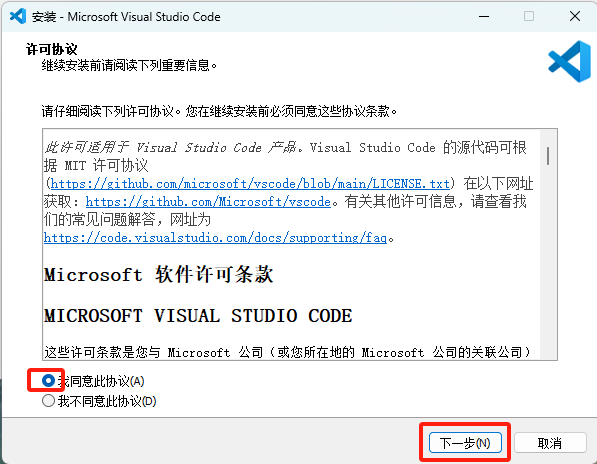 安装 - Microsoft Visual Studio Code
许可协议
继续安装前请阅读下列重要信息。
请仔细阅读下列许可协议。您在继续安装前必须同意这些协议条款。
此许可适用于 Visual Studio Code 产品。Visual Studio Code 的源代码可根
据 MIT 许可协议
(https://github.com/microsoft/vscode/blob/main/LICENSE.txt) 在以下网址
获取：https://github.com/Microsoft/vscode。有关其他许可信息，请查看我
们的常见问题解答，网址为
https://code.visualstudio.com/docs/supporting/faq。
Microsoft 软件许可条款
MICROSOFT VISUAL STUDIO CODE
这些许可条款是您与 Microsoft 公司（或您所在地的 Microsoft 公司的关联公司）
我同意此协议(A)
我不同意此协议(D)
下一步(N)
取消